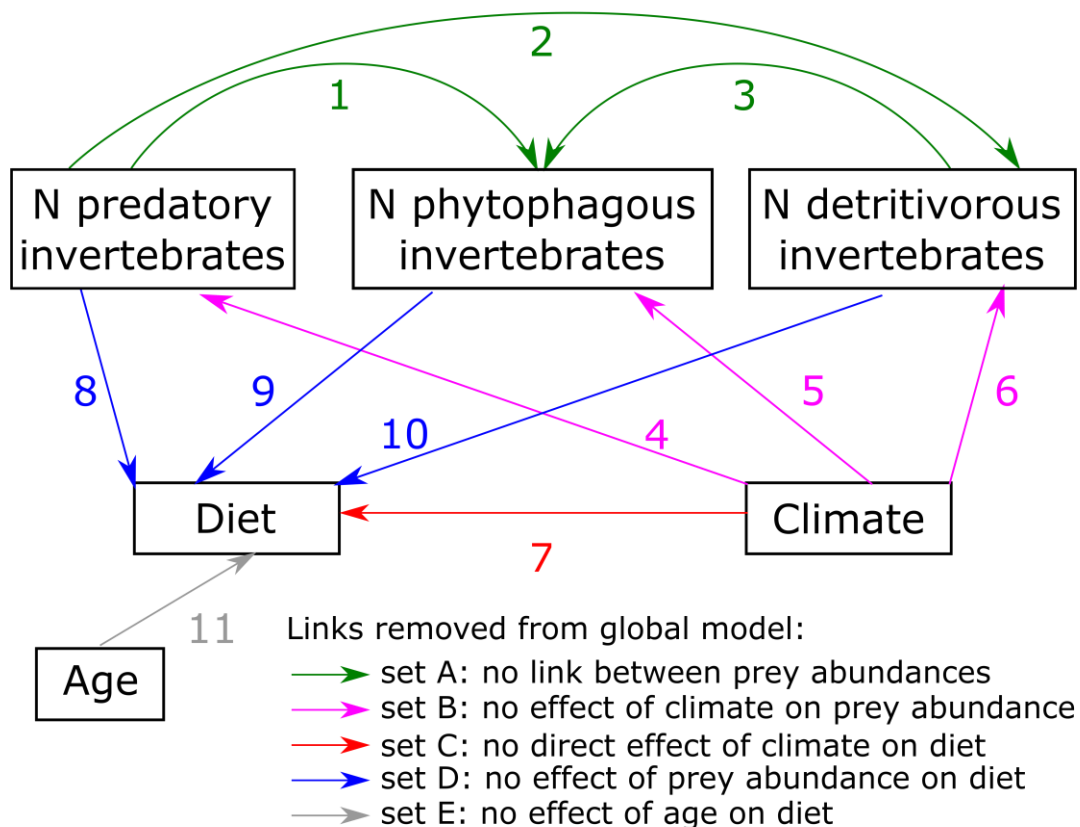 2
1
3
N predatory
invertebrates
N phytophagous
invertebrates
N detritivorous
invertebrates
8
9
10
4
5
6
Diet
Climate
7
11
Age
Links removed from global model:
set A: no link between prey abundances
set B: no effect of climate on prey abundance
set C: no direct effect of climate on diet
set D: no effect of prey abundance on diet
set E: no effect of age on diet